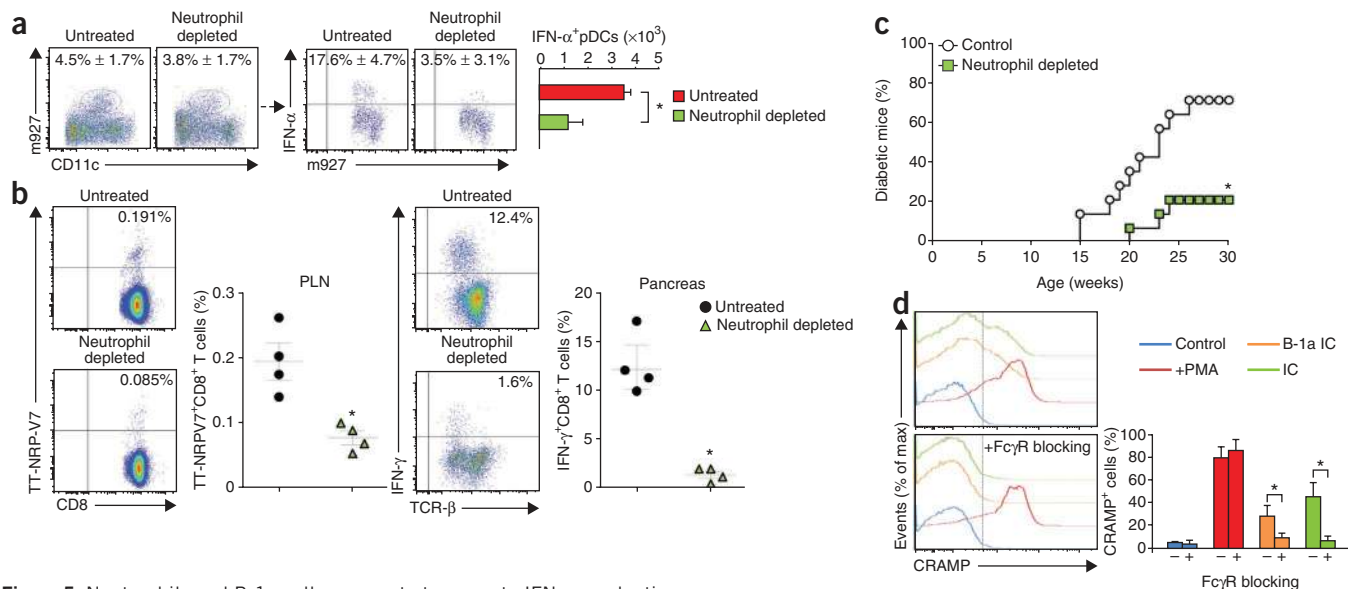 a
Untreated
Neutrophil
depleted
4.5% ± 1.7%
3.8% ± 1.7%
m927
CD11c
Untreated
Neutrophil
depleted
17.6% ± 4.7%
3.5% ± 3.1%
IFN-α
m927
IFN-α⁺pDCs (×10³)
0 1 2 3 4 5
*
Untreated
Neutrophil depleted
b
Untreated
0.191%
Neutrophil
depleted
0.085%
TT-NRP-V7
CD8
PLN
TT-NRPV7⁺CD8⁺ T cells (%)
0.3
0.2
0.1
0
*
Untreated
12.4%
Neutrophil
depleted
1.6%
IFN-γ
TCR-β
Pancreas
IFN-γ⁺CD8⁺ T cells (%)
20
15
10
5
0
*
Untreated
Neutrophil depleted
c
Control
Neutrophil depleted
Diabetic mice (%)
100
80
60
40
20
0
*
0 5 10 15 20 25 30
Age (weeks)
d
Events (% of max)
+FcγR blocking
CRAMP
Control
+PMA
B-1a IC
IC
CRAMP⁺ cells (%)
100
80
60
40
20
0
*
*
− + − + − + − +
FcγR blocking